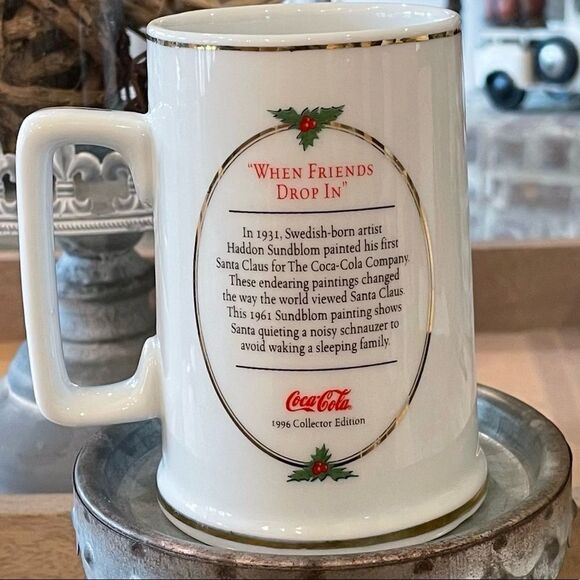 "When Friends
Drop In"
In 1931, Swedish-born artist
Haddon Sundblom painted his first
Santa Claus for The Coca-Cola Company.
These endearing paintings changed
the way the world viewed Santa Claus.
This 1961 Sundblom painting shows
Santa quieting a noisy schnauzer to
avoid waking a sleeping family.
Coca-Cola
1996 Collector Edition